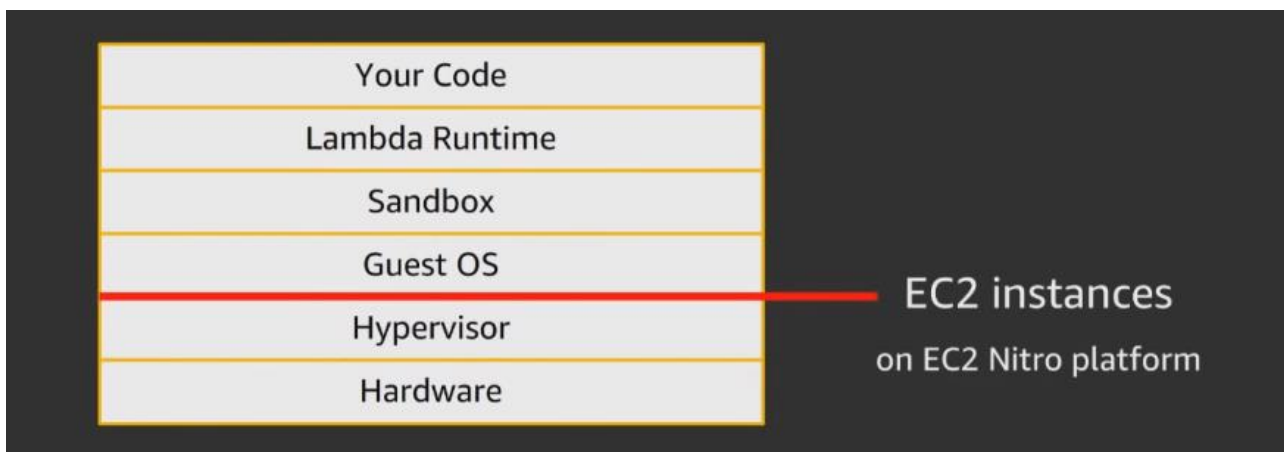 Your Code
Lambda Runtime
Sandbox
Guest OS
Hypervisor
Hardware
EC2 instances
on EC2 Nitro platform